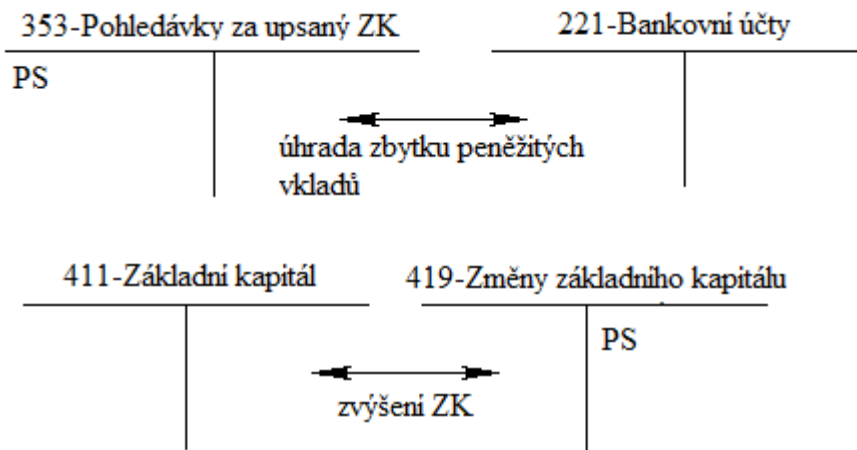 353-Pohledávky za upsaný ZK
221-Bankovní účty
PS
úhrada zbytku peněžitých
vkladů
411-Základní kapitál
419-Změny základního kapitálu
PS
zvýšení ZK